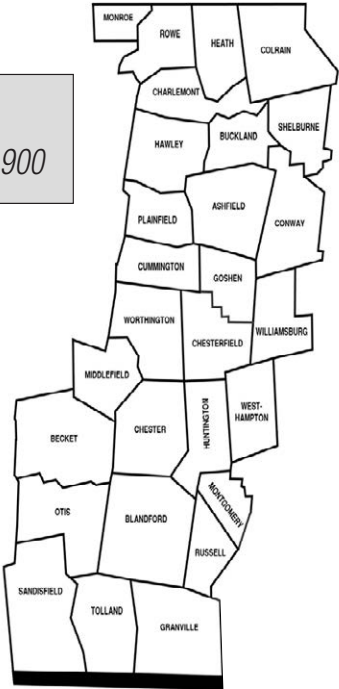 MONROE
ROWE
HEATH
COLRAIN
CHARLEMONT
900
HAWLEY
BUCKLAND
SHELBURNE
PLAINFIELD
ASHFIELD
CONWAY
CUMMINGTON
GOSHEN
WORTHINGTON
CHESTERFIELD
WILLIAMSBURG
MIDDLEFIELD
BECKET
CHESTER
HUNTINGTON
WEST-
HAMPTON
OTIS
BLANDFORD
MONTGOMERY
RUSSELL
SANDISFIELD
TOLLAND
GRANVILLE